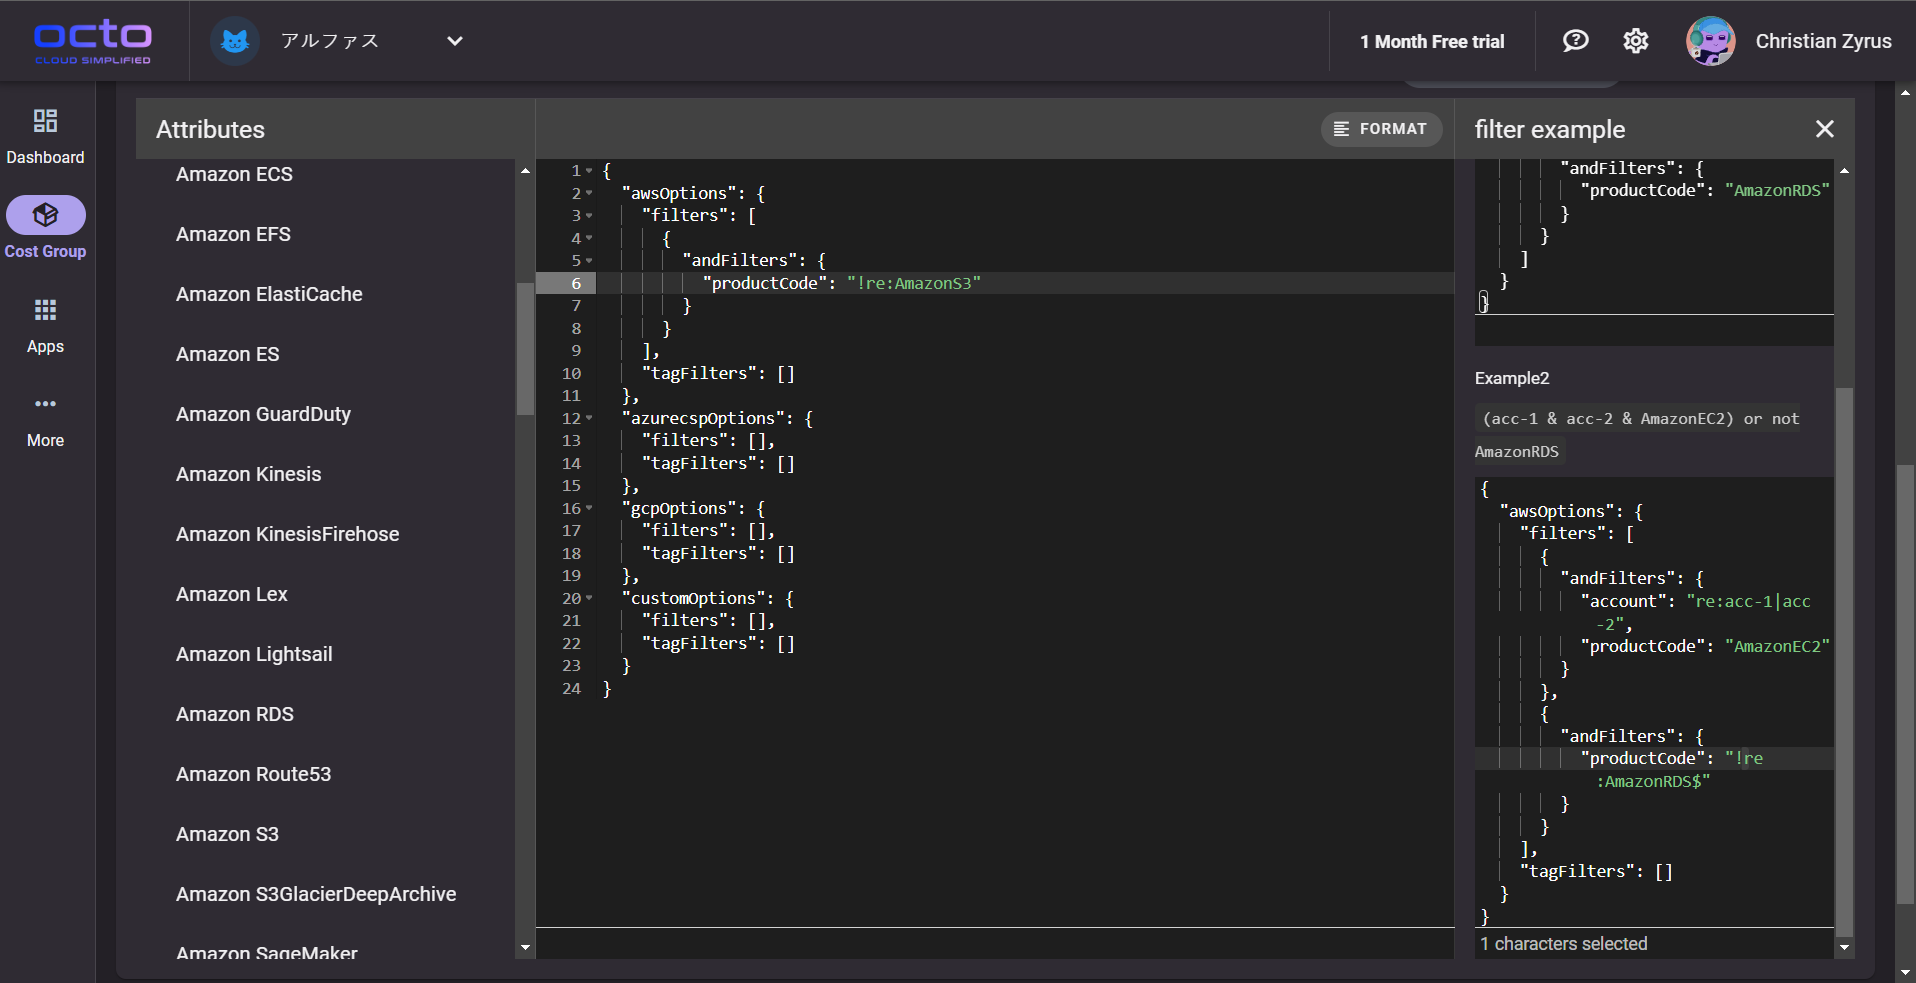 octo
CLOUD SIMPLIFIED
アルファス
1 Month Free trial
Christian Zyrus
Dashboard
Cost Group
Apps
More
Attributes
Amazon ECS
Amazon EFS
Amazon ElastiCache
Amazon ES
Amazon GuardDuty
Amazon Kinesis
Amazon KinesisFirehose
Amazon Lex
Amazon Lightsail
Amazon RDS
Amazon Route53
Amazon S3
Amazon S3GlacierDeepArchive
Amazon SageMaker
FORMAT
1 {
2 "awsOptions": {
3 "filters": [
4 {
5 "andFilters": {
6 "productCode": "!re:AmazonS3"
7 }
8 }
9 ],
10 "tagFilters": []
11 },
12 "azurecspOptions": {
13 "filters": [],
14 "tagFilters": []
15 },
16 "gcpOptions": {
17 "filters": [],
18 "tagFilters": []
19 },
20 "customOptions": {
21 "filters": [],
22 "tagFilters": []
23 }
24 }
filter example
"andFilters": {
"productCode": "AmazonRDS"
}
}
]
}
}
Example2
(acc-1 & acc-2 & AmazonEC2) or not
AmazonRDS
{
"awsOptions": {
"filters": [
{
"andFilters": {
"account": "re:acc-1|acc
-2",
"productCode": "AmazonEC2"
}
},
{
"andFilters": {
"productCode": "!re
:AmazonRDS$"
}
}
],
"tagFilters": []
}
}
1 characters selected